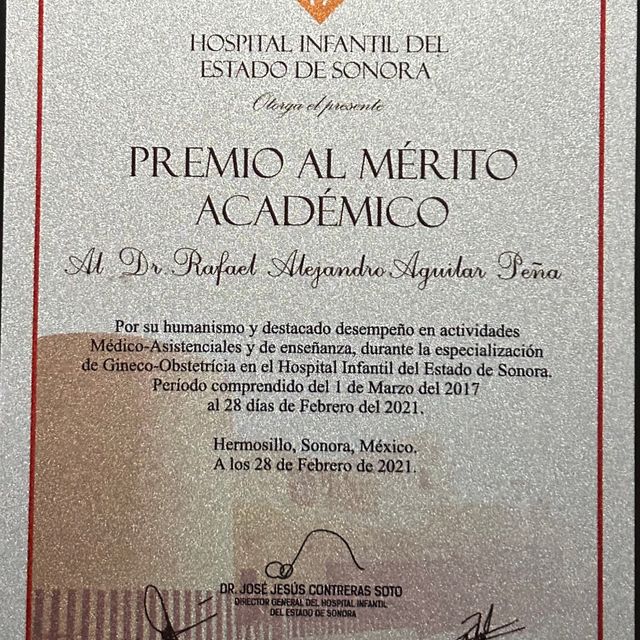 HOSPITAL INFANTIL DEL
ESTADO DE SONORA
Otorga el presente
PREMIO AL MÉRITO
ACADÉMICO
Al Dr. Rafael Alejandro Aguilar Peña
Por su humanismo y destacado desempeño en actividades
Médico-Asistenciales y de enseñanza, durante la especialización
de Gineco-Obstetrícia en el Hospital Infantil del Estado de Sonora.
Período comprendido del 1 de Marzo del 2017
al 28 días de Febrero del 2021.
Hermosillo, Sonora, México.
A los 28 de Febrero de 2021.
DR. JOSÉ JESÚS CONTRERAS SOTO
DIRECTOR GENERAL DEL HOSPITAL INFANTIL
DEL ESTADO DE SONORA